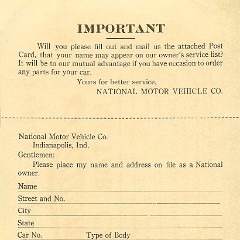 IMPORTANT
Will you please fill out and mail us the attached Post
Card, that your name may appear on our owner's service list?
It will be to our mutual advantage if you have occasion to order
any parts for your car.
Yours for better service,
NATIONAL MOTOR VEHICLE CO.
National Motor Vehicle Co.
Indianapolis, Ind.
Gentlemen:
Please place my name and address on file as a National
owner.
Name
Street and No.
City
State
Car No. Type of Body